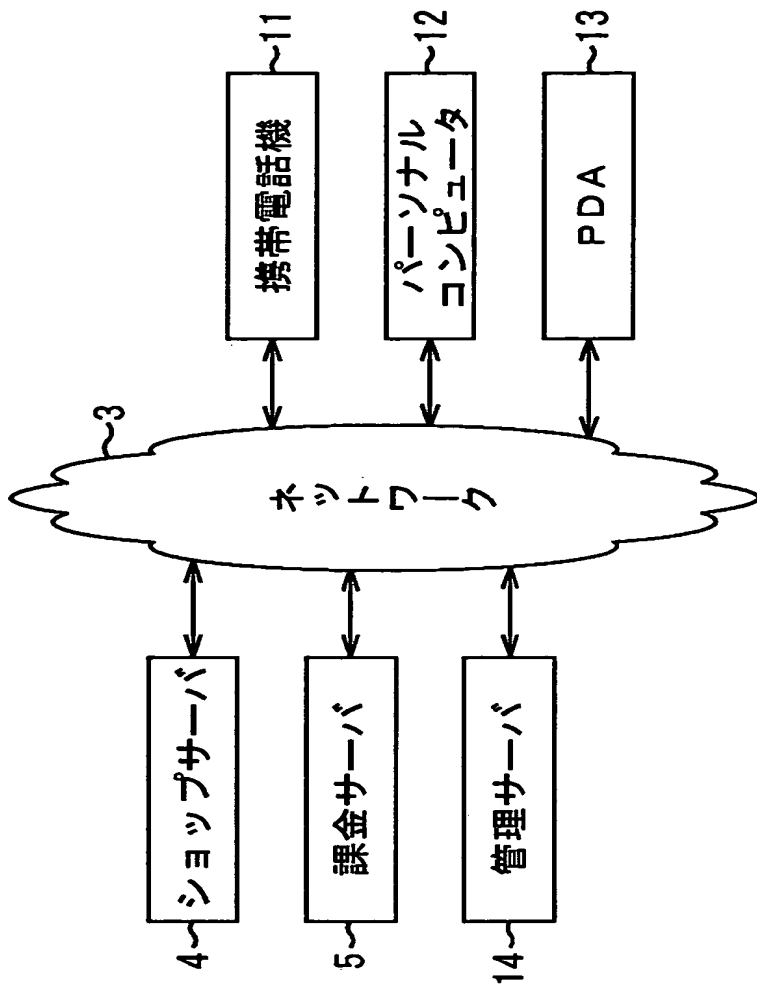 携帯電話機
~11
パーソナル
コンピュータ
~12
PDA
~13
ネットワーク
3
ショップサーバ
4~
課金サーバ
5~
管理サーバ
14~